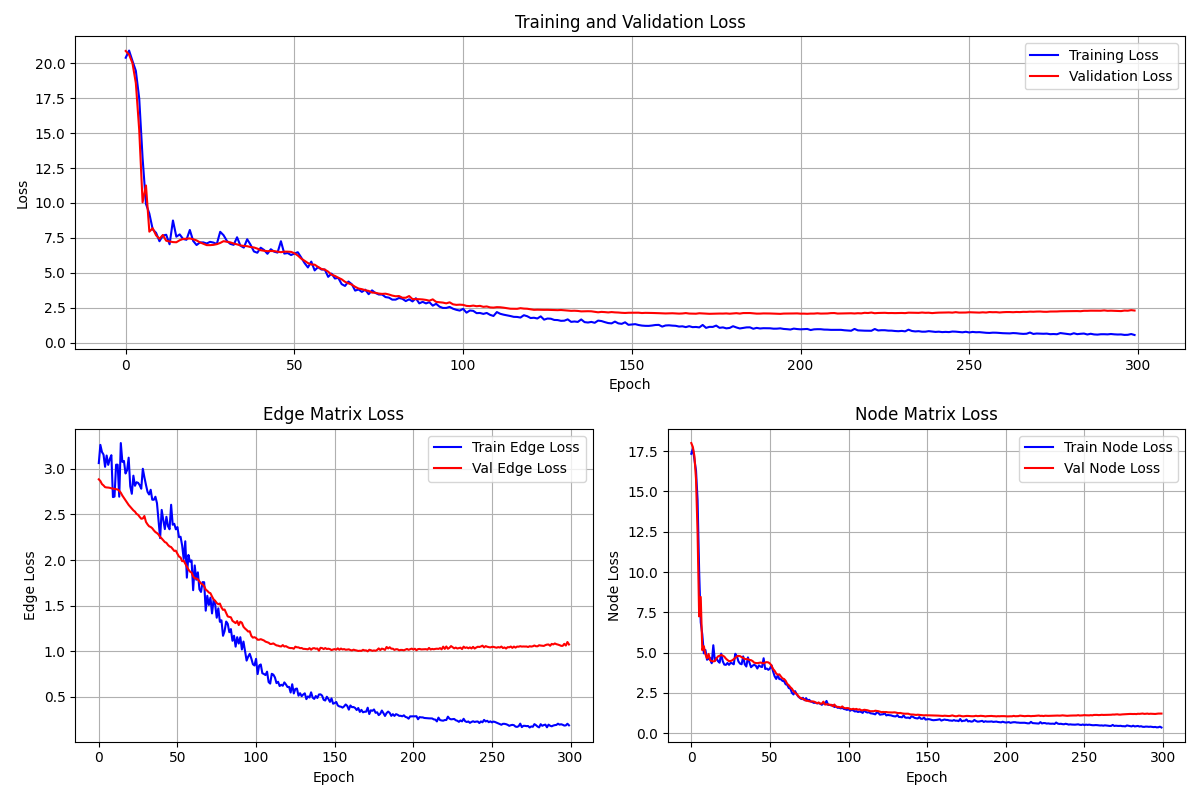 Training and Validation Loss
Loss
20.0
17.5
15.0
12.5
10.0
7.5
5.0
2.5
0.0
Training Loss
Validation Loss
0 50 100 150 200 250 300
Epoch
Edge Matrix Loss
Edge Loss
3.0
2.5
2.0
1.5
1.0
0.5
Train Edge Loss
Val Edge Loss
0 50 100 150 200 250 300
Epoch
Node Matrix Loss
Node Loss
17.5
15.0
12.5
10.0
7.5
5.0
2.5
0.0
Train Node Loss
Val Node Loss
0 50 100 150 200 250 300
Epoch